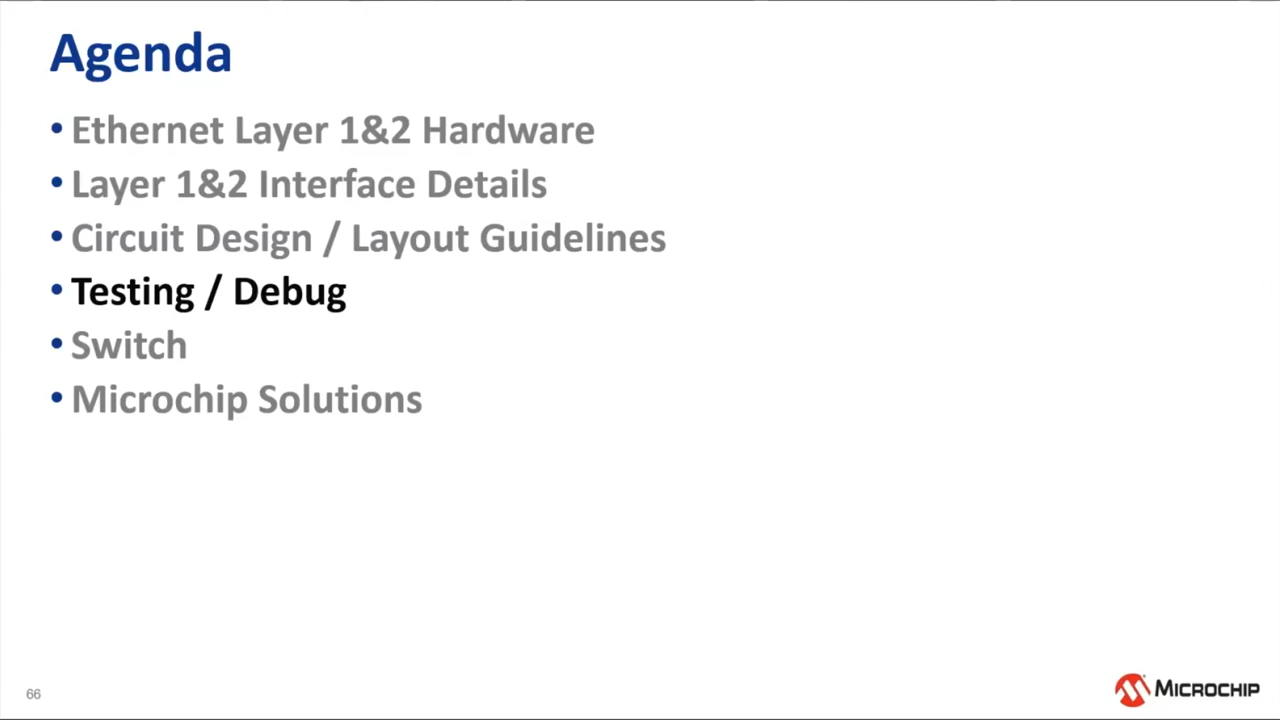 Agenda
• Ethernet Layer 1&2 Hardware
• Layer 1&2 Interface Details
• Circuit Design / Layout Guidelines
• Testing / Debug
• Switch
• Microchip Solutions
66
MICROCHIP